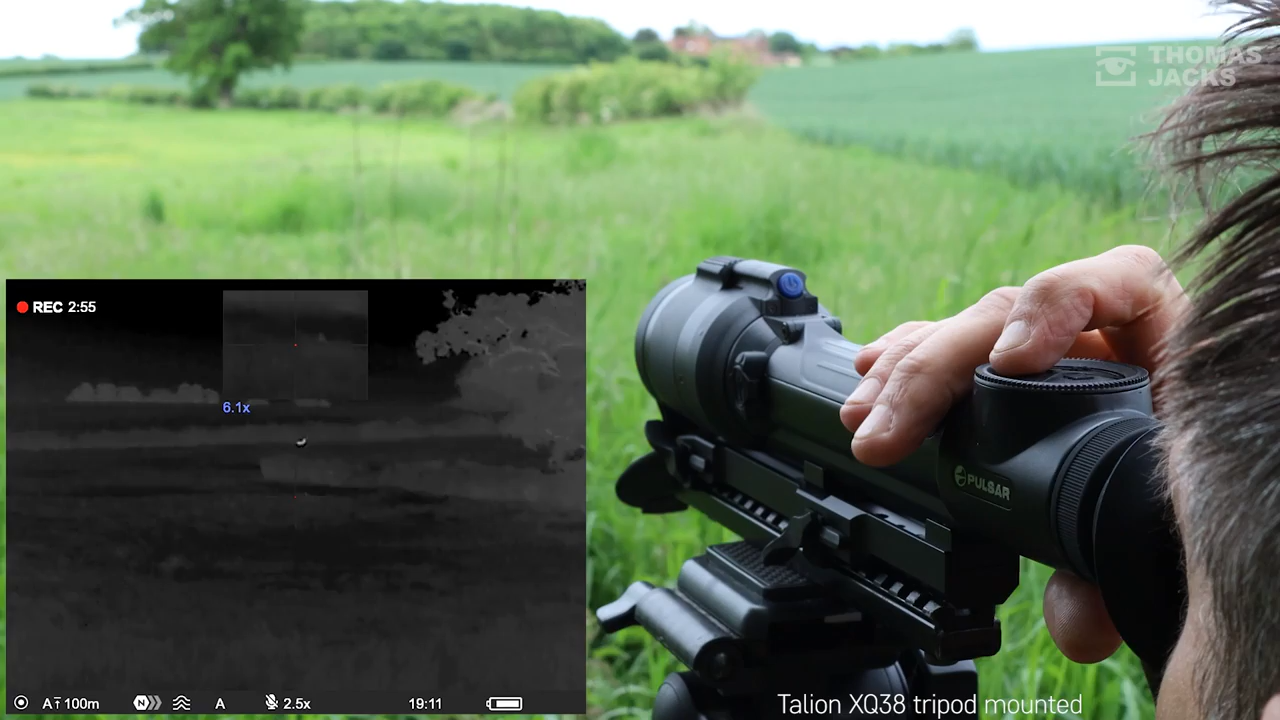 THOMAS
JACKS
REC 2:55
6.1x
PULSAR
A 100m
N
A
2.5x
19:11
Talion XQ38 tripod mounted